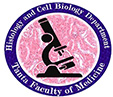 Histology and Cell Biology Department
Tanta Faculty of Medicine